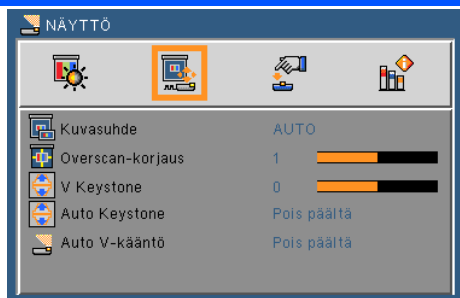 NÄYTTÖ
Kuvasuhde AUTO
Overscan-korjaus 1
V Keystone 0
Auto Keystone Pois päältä
Auto V-kääntö Pois päältä